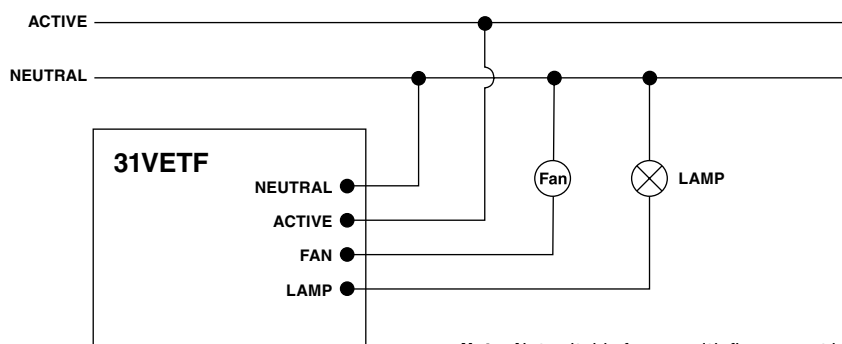 ACTIVE
NEUTRAL
31VETF
NEUTRAL
ACTIVE
FAN
LAMP
Fan
LAMP